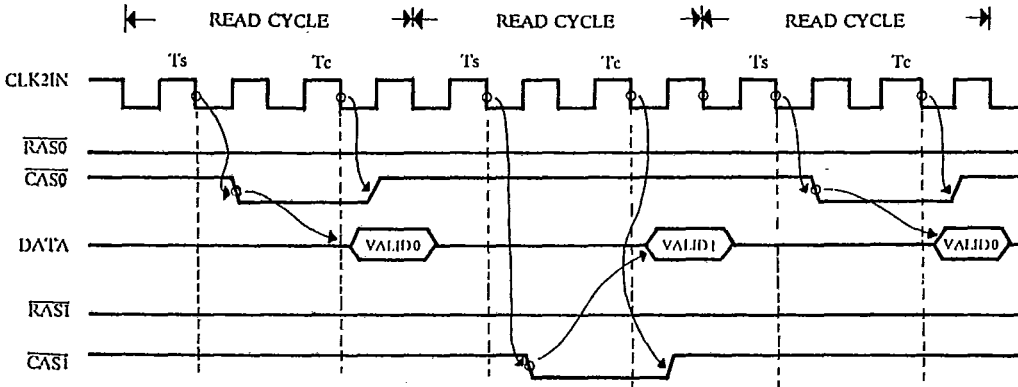 READ CYCLE READ CYCLE READ CYCLE
Ts Tc Ts Tc Ts Tc
CLK2IN
RAS0
CAS0
DATA VALID0 VALID1 VALID0
RAS1
CAS1